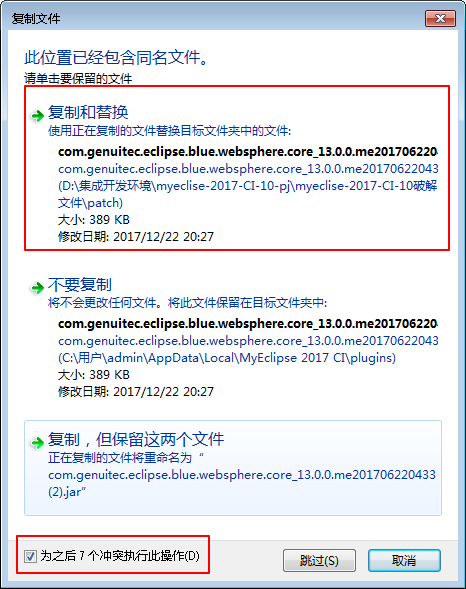 复制文件
此位置已经包含同名文件。
请单击要保留的文件
复制和替换
使用正在复制的文件替换目标文件夹中的文件:
com.genuitec.eclipse.blue.websphere.core_13.0.0.me2017062204
com.genuitec.eclipse.blue.websphere.core_13.0.0.me201706220433
(D:\集成开发环境\myeclise-2017-CI-10-pj\myeclise-2017-CI-10破解
文件\patch)
大小: 389 KB
修改日期: 2017/12/22 20:27
不要复制
将不会更改任何文件。将此文件保留在目标文件夹中:
com.genuitec.eclipse.blue.websphere.core_13.0.0.me2017062204
com.genuitec.eclipse.blue.websphere.core_13.0.0.me201706220433
(C:\用户\admin\AppData\Local\MyEclipse 2017 CI\plugins)
大小: 389 KB
修改日期: 2017/12/22 20:27
复制，但保留这两个文件
正在复制的文件将重命名为“
com.genuitec.eclipse.blue.websphere.core_13.0.0.me201706220433
(2).jar”
为之后 7 个冲突执行此操作(D)
跳过(S)
取消